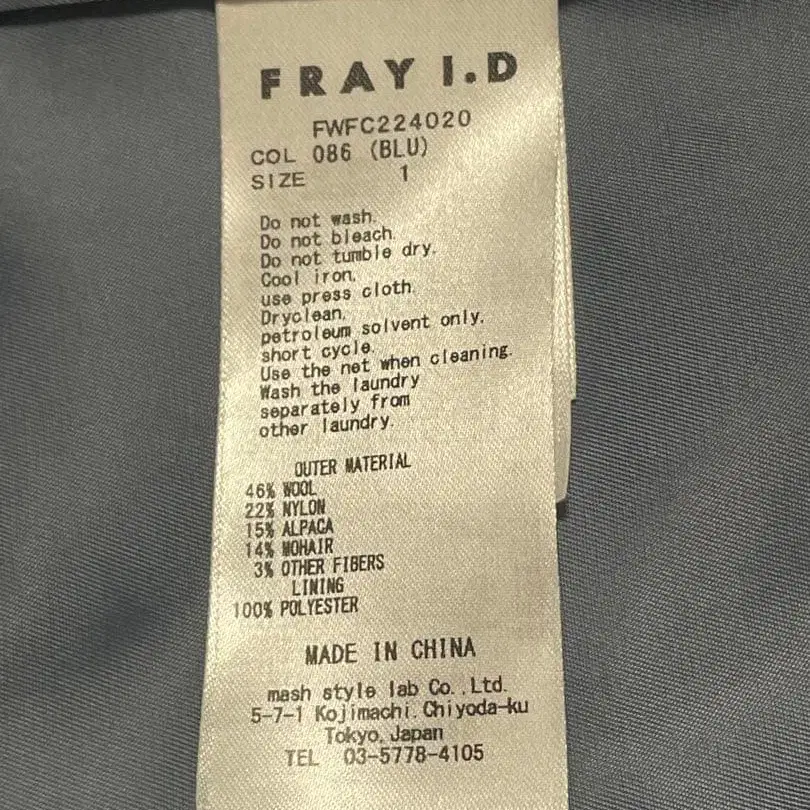 FRAY I.D
FWFC224020
COL 086 (BLU)
SIZE 1
Do not wash.
Do not bleach.
Do not tumble dry.
Cool iron.
use press cloth.
Dryclean.
petroleum solvent only.
short cycle.
Use the net when cleaning.
Wash the laundry
separately from
other laundry.
OUTER MATERIAL
46% WOOL
22% NYLON
15% ALPACA
14% MOHAIR
3% OTHER FIBERS
LINING
100% POLYESTER
MADE IN CHINA
mash style lab Co.,Ltd.
5-7-1 Kojimachi.Chiyoda-ku
Tokyo,Japan
TEL 03-5778-4105